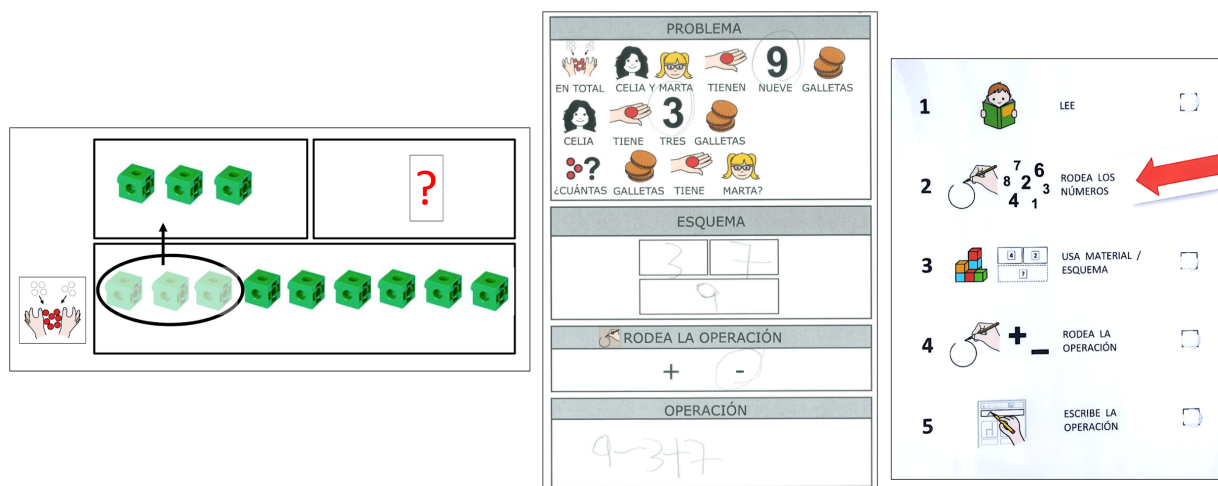 ?
PROBLEMA
9
EN TOTAL CELIA Y MARTA TIENEN NUEVE GALLETAS
3
CELIA TIENE TRES GALLETAS
?
¿CUÁNTAS GALLETAS TIENE MARTA?
ESQUEMA
3 7
9
RODEA LA OPERACIÓN
+ -
OPERACIÓN
9-3+7
1 LEE
2 8 7 2 6 3 4 1 RODEA LOS
NÚMEROS
3 4 2 ? USA MATERIAL /
ESQUEMA
4 + - RODEA LA
OPERACIÓN
5 ESCRIBE LA
OPERACIÓN